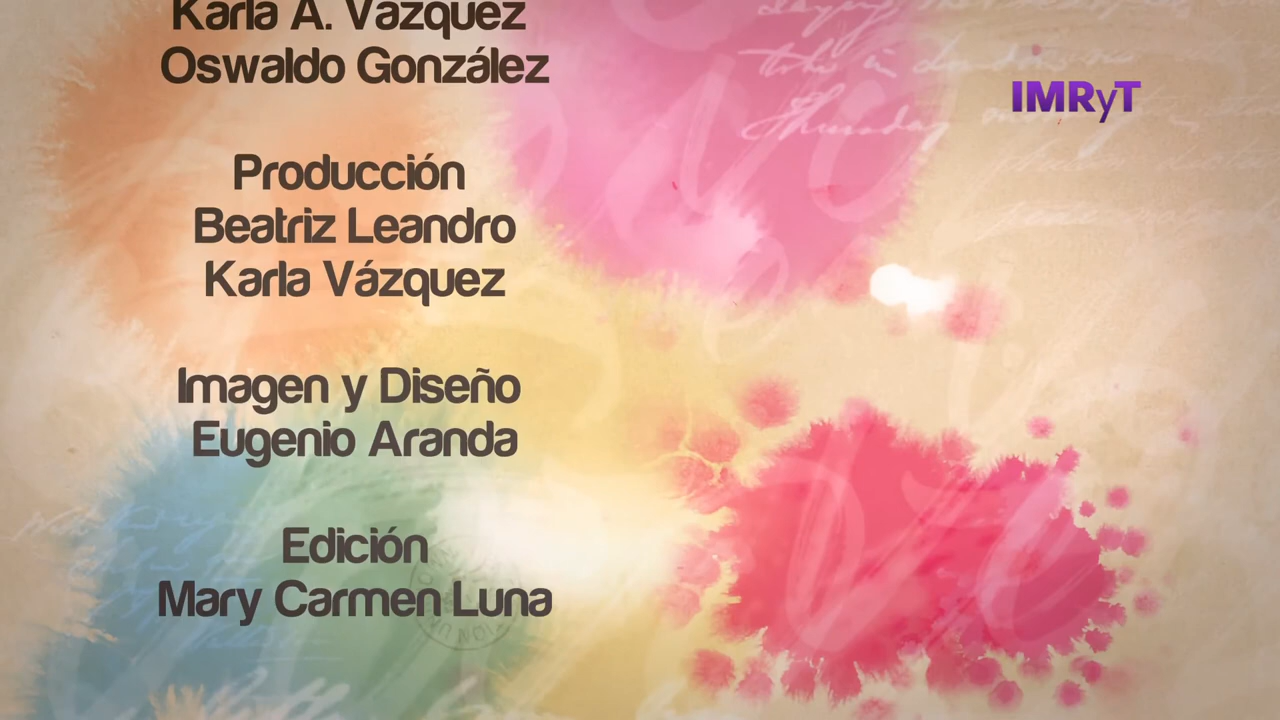 Karla A. Vázquez
Oswaldo González
IMRyT
Producción
Beatriz Leandro
Karla Vázquez
Imagen y Diseño
Eugenio Aranda
Edición
Mary Carmen Luna